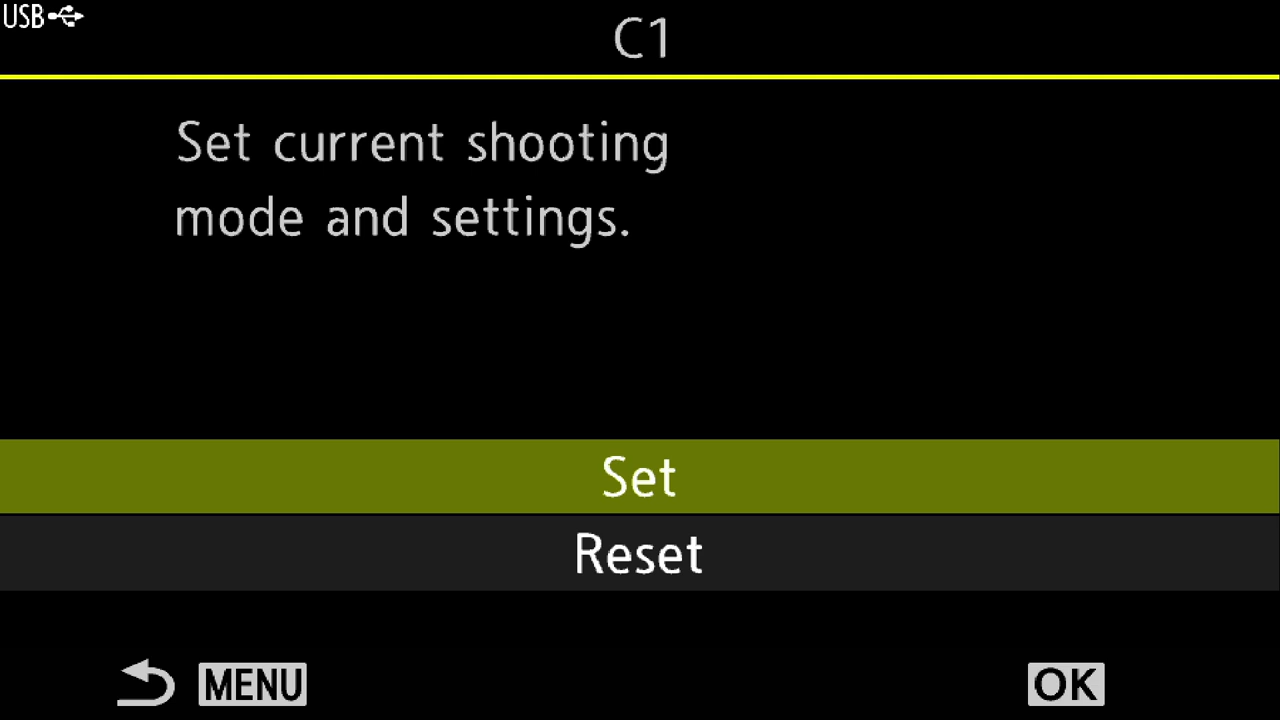 USB
C1
Set current shooting
mode and settings.
Set
Reset
MENU
OK